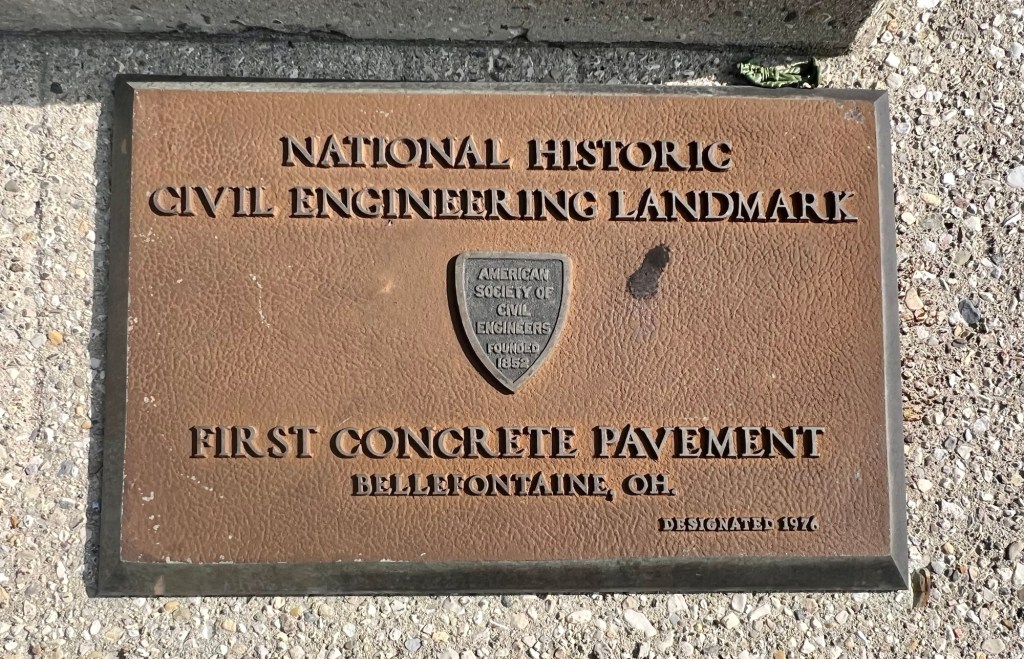 NATIONAL HISTORIC
CIVIL ENGINEERING LANDMARK
AMERICAN
SOCIETY OF
CIVIL
ENGINEERS
FOUNDED
1852
FIRST CONCRETE PAVEMENT
BELLEFONTAINE, OH.
DESIGNATED 1976